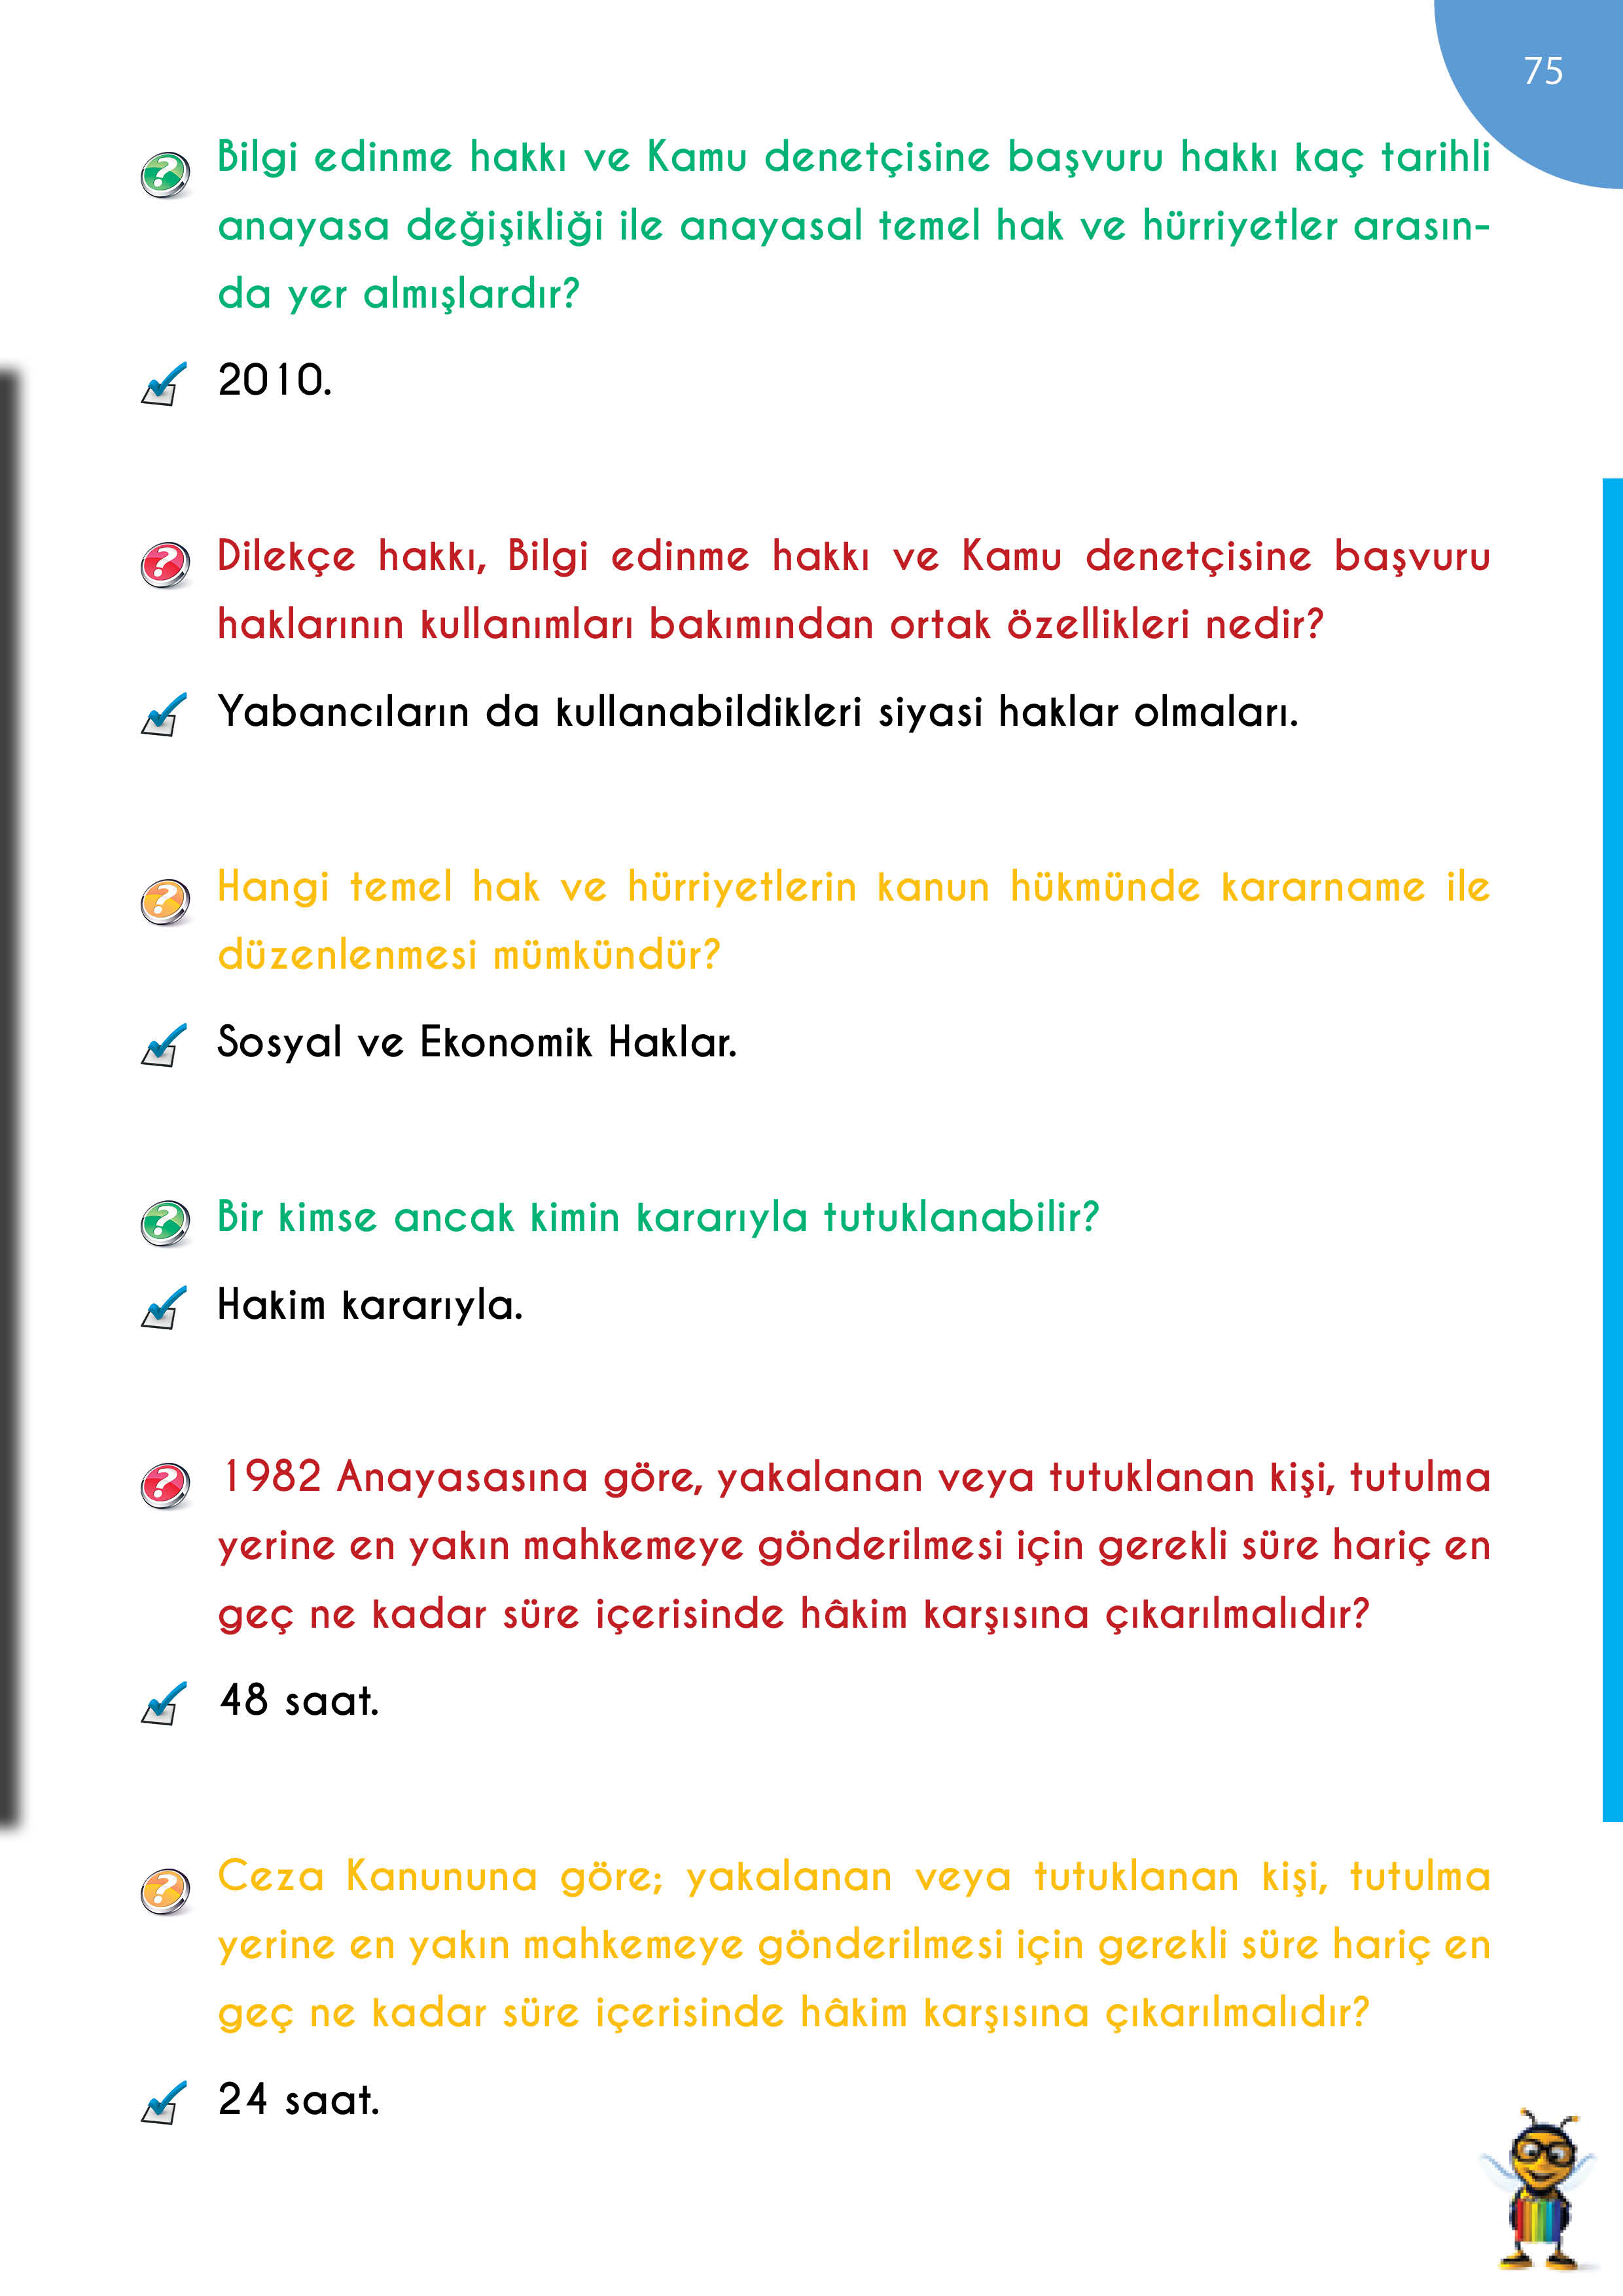 75
Bilgi edinme hakkı ve Kamu denetçisine başvuru hakkı kaç tarihli
anayasa değişikliği ile anayasal temel hak ve hürriyetler arasın-
da yer almışlardır?
2010.
Dilekçe hakkı, Bilgi edinme hakkı ve Kamu denetçisine başvuru
haklarının kullanımları bakımından ortak özellikleri nedir?
Yabancıların da kullanabildikleri siyasi haklar olmaları.
Hangi temel hak ve hürriyetlerin kanun hükmünde kararname ile
düzenlenmesi mümkündür?
Sosyal ve Ekonomik Haklar.
Bir kimse ancak kimin kararıyla tutuklanabilir?
Hakim kararıyla.
1982 Anayasasına göre, yakalanan veya tutuklanan kişi, tutulma
yerine en yakın mahkemeye gönderilmesi için gerekli süre hariç en
geç ne kadar süre içerisinde hâkim karşısına çıkarılmalıdır?
48 saat.
Ceza Kanununa göre; yakalanan veya tutuklanan kişi, tutulma
yerine en yakın mahkemeye gönderilmesi için gerekli süre hariç en
geç ne kadar süre içerisinde hâkim karşısına çıkarılmalıdır?
24 saat.